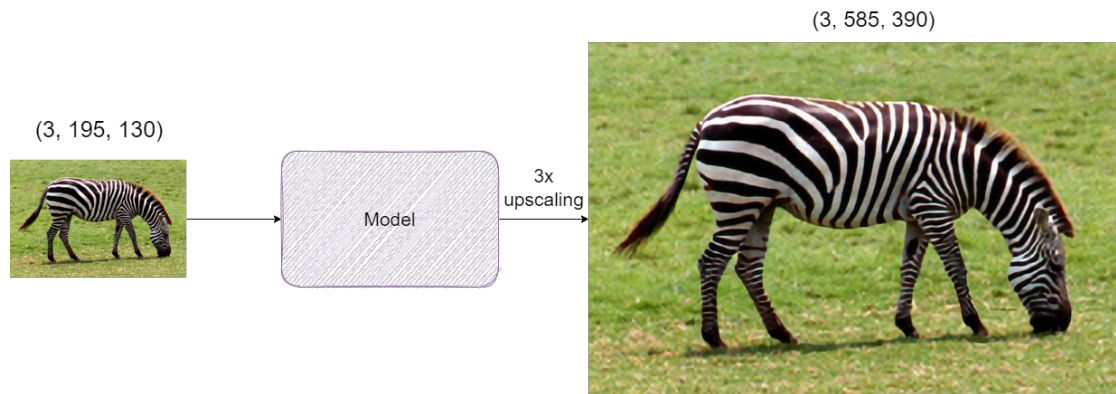 (3, 585, 390)
(3, 195, 130)
3x
upscaling
Model